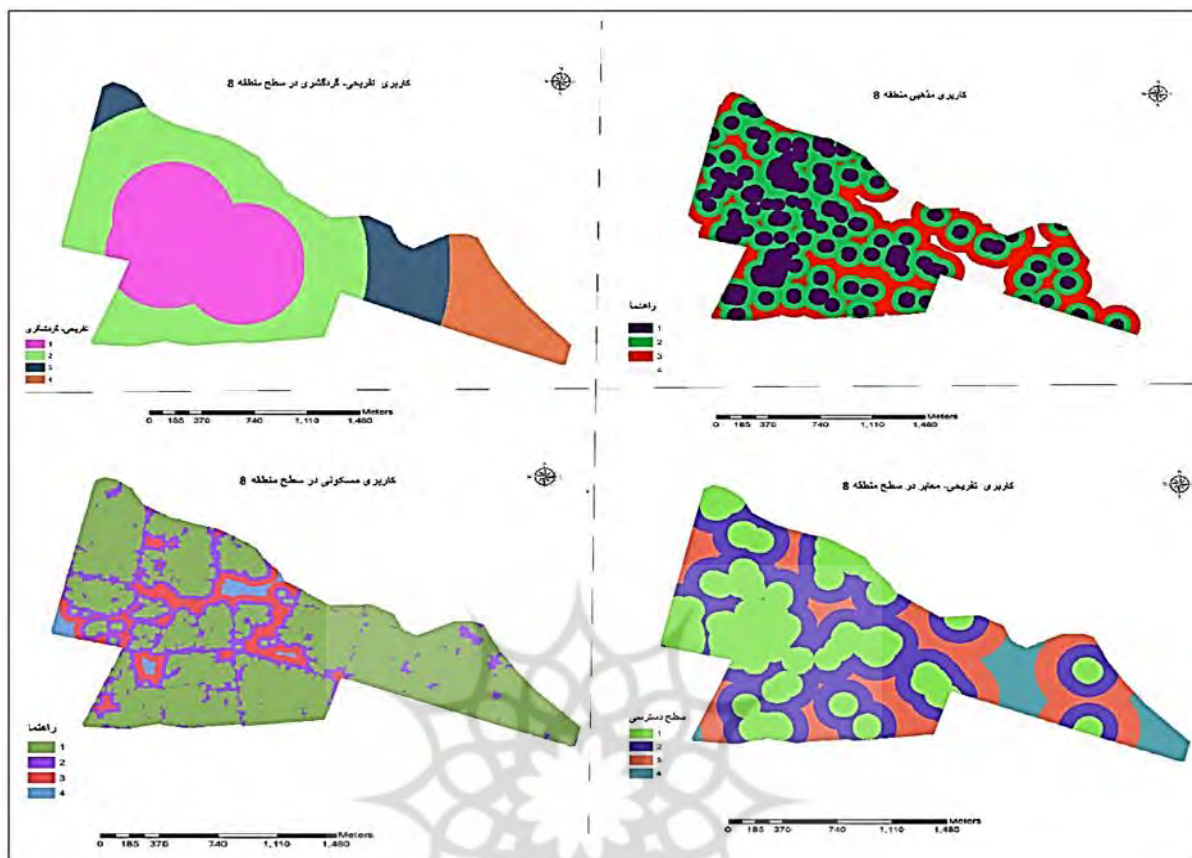 کاربری تفریحی- گردگشری در سطح منطقه 8
تفریحی- گردشگری
1
2
3
4
Meters
0 185 370 740 1,110 1,480
کاربری مذهبی منطقه 8
راهنما
1
2
3
4
Meters
0 185 370 740 1,110 1,480
کاربری مسکونی در سطح منطقه 8
راهنما
1
2
3
4
Meters
0 185 370 740 1,110 1,480
کاربری تفریحی- معابر در سطح منطقه 8
سطح دسترسی
1
2
3
4
Meters
0 185 370 740 1,110 1,480